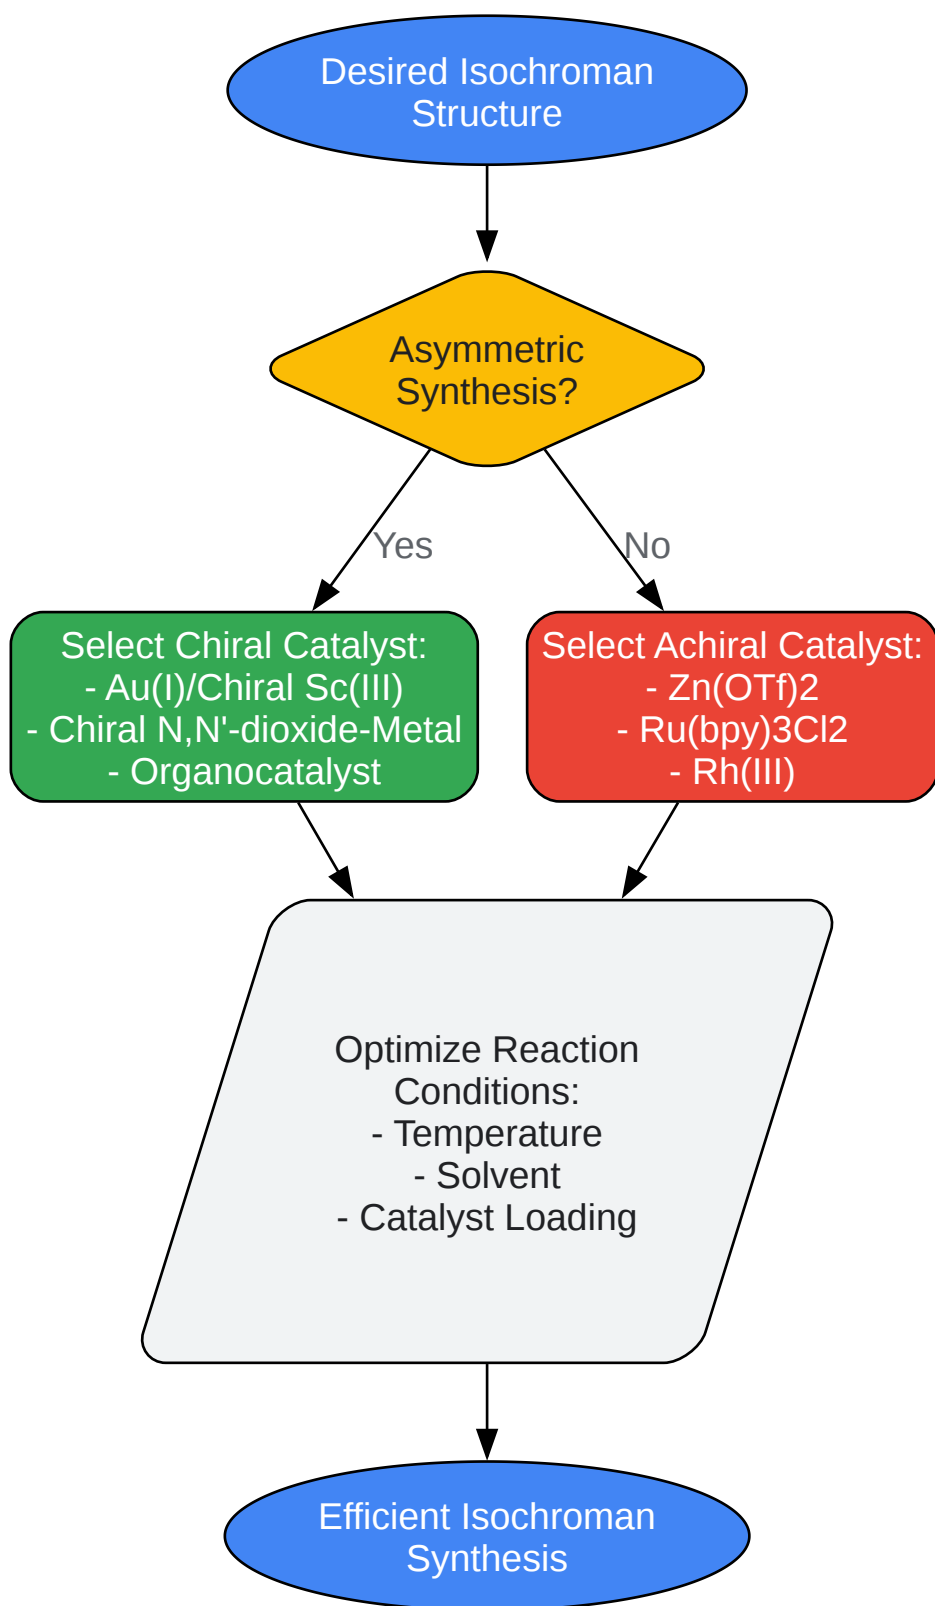 Desired Isochroman
Structure
Asymmetric
Synthesis?
Yes
No
Select Chiral Catalyst:
- Au(I)/Chiral Sc(III)
- Chiral N,N'-dioxide-Metal
- Organocatalyst
Select Achiral Catalyst:
- Zn(OTf)2
- Ru(bpy)3Cl2
- Rh(III)
Optimize Reaction
Conditions:
- Temperature
- Solvent
- Catalyst Loading
Efficient Isochroman
Synthesis